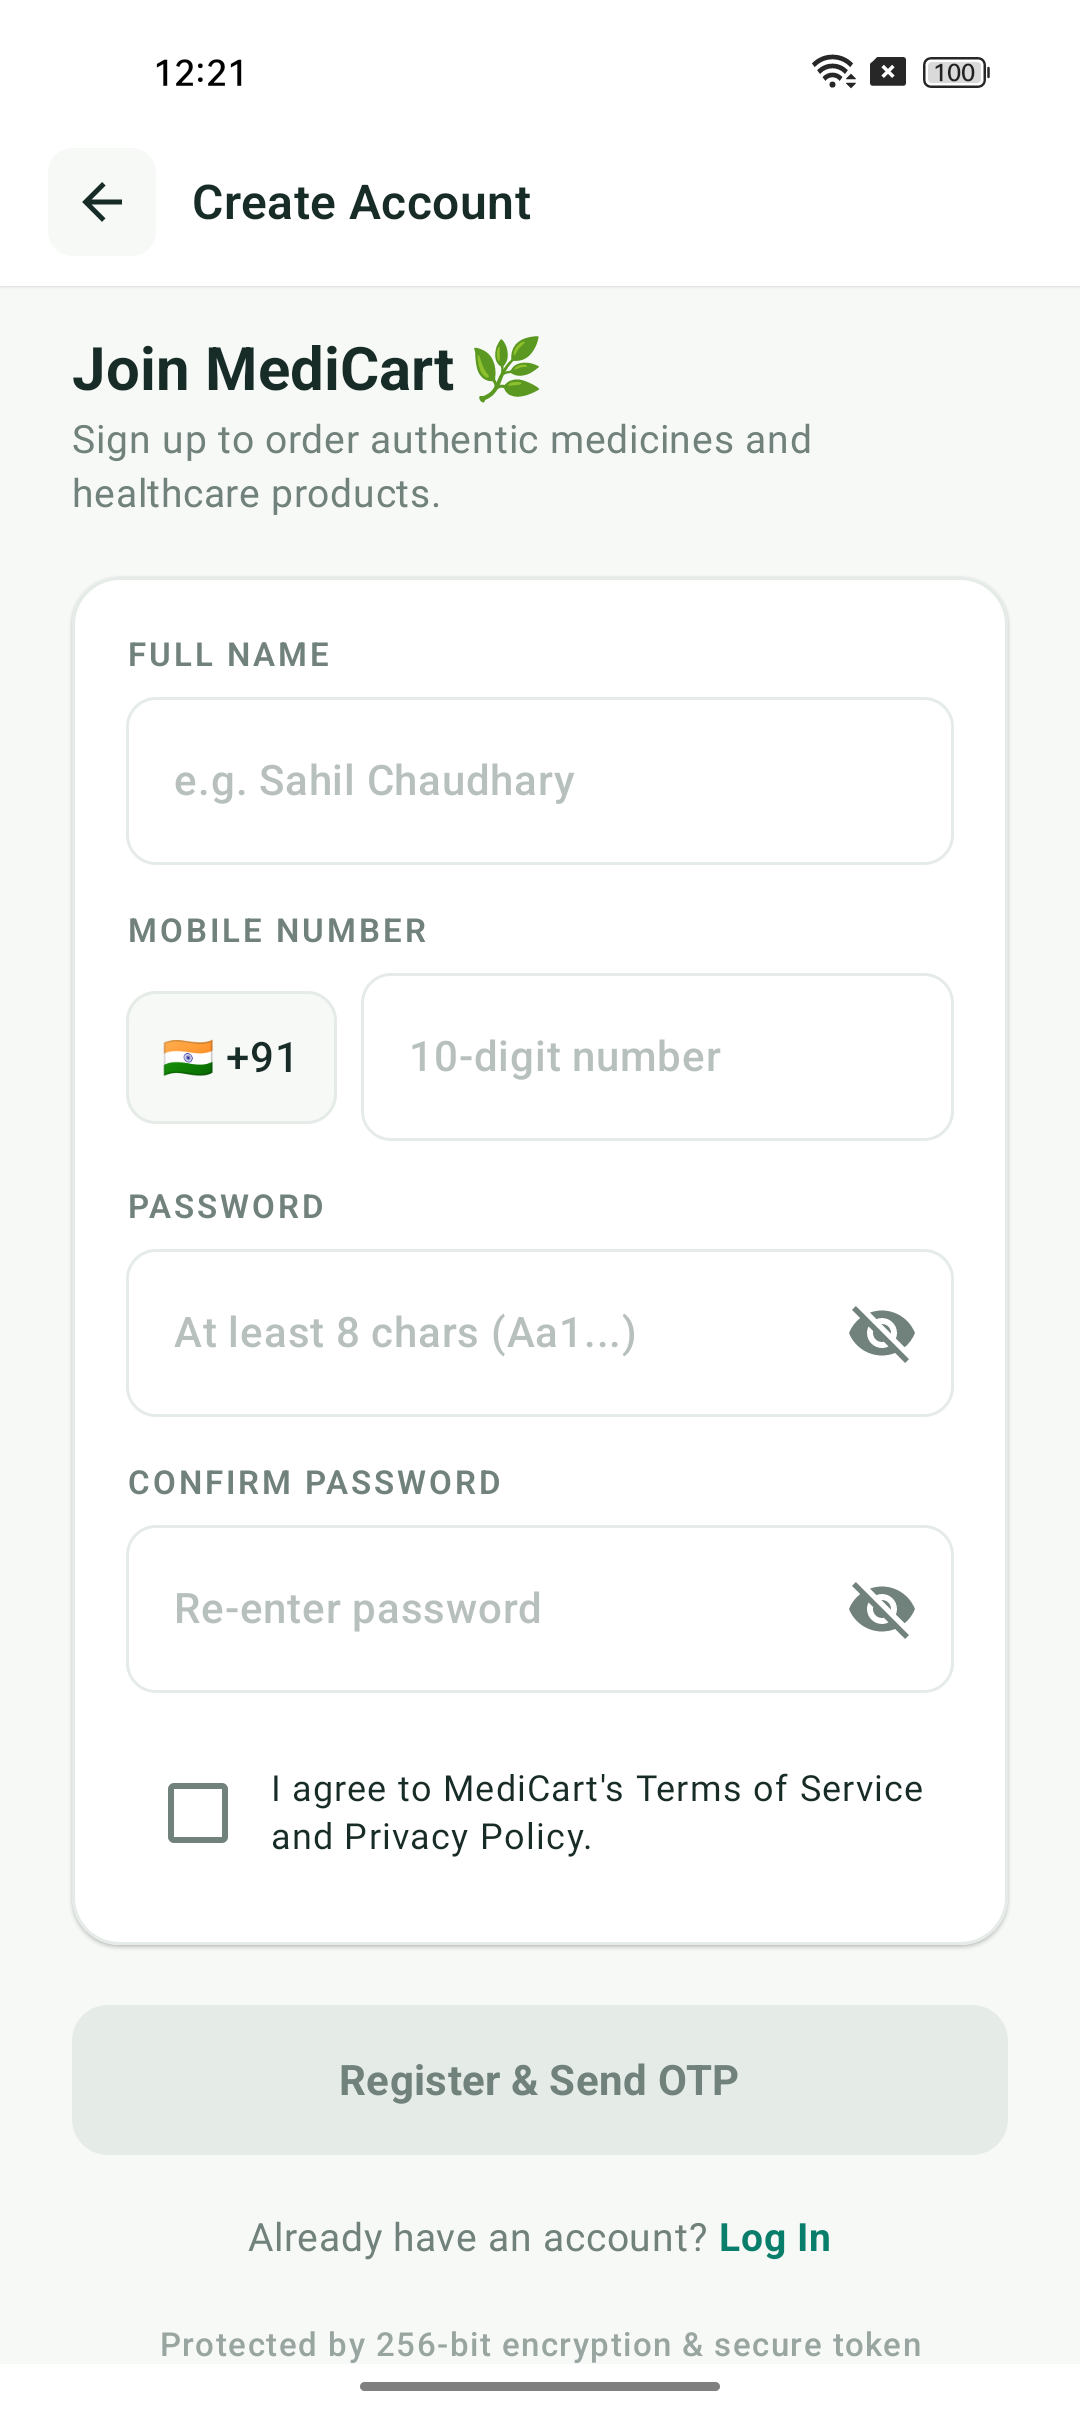 12:21
100
Create Account
Join MediCart 🌿
Sign up to order authentic medicines and
healthcare products.
FULL NAME
e.g. Sahil Chaudhary
MOBILE NUMBER
🇮🇳 +91
10-digit number
PASSWORD
At least 8 chars (Aa1...)
CONFIRM PASSWORD
Re-enter password
I agree to MediCart's Terms of Service
and Privacy Policy.
Register & Send OTP
Already have an account? Log In
Protected by 256-bit encryption & secure token